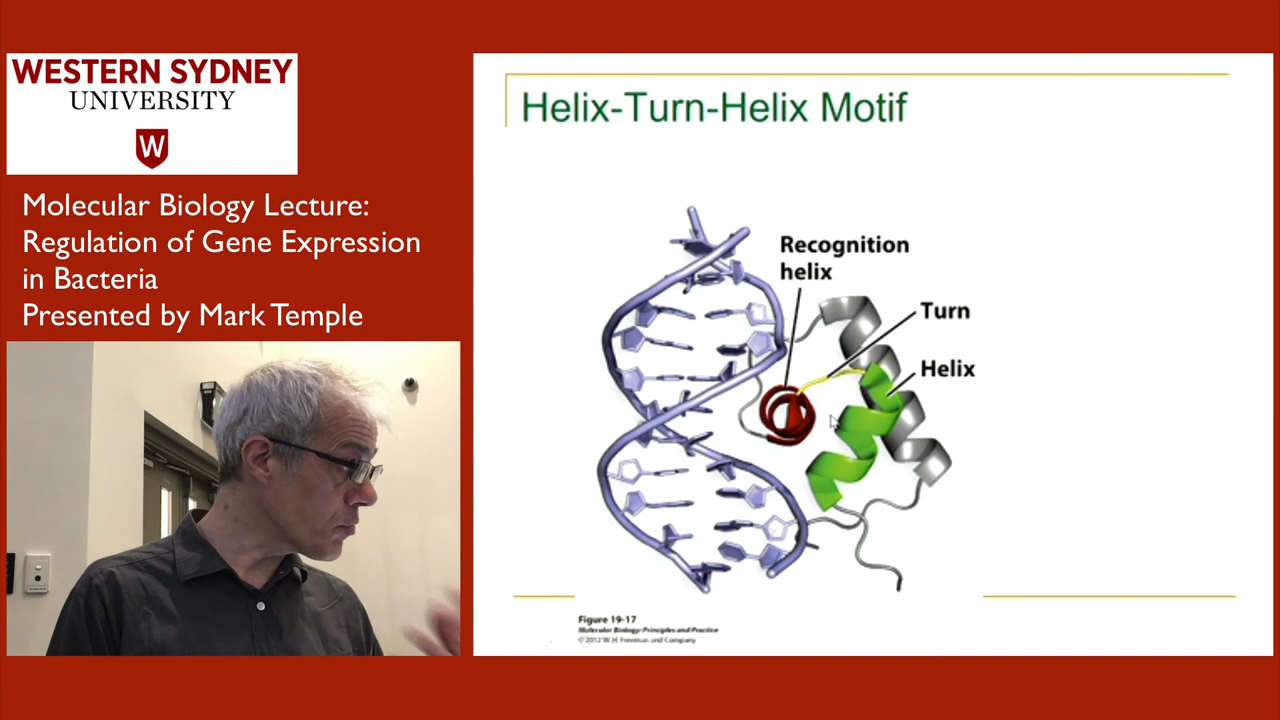 WESTERN SYDNEY
UNIVERSITY
W
Molecular Biology Lecture:
Regulation of Gene Expression
in Bacteria
Presented by Mark Temple
Helix-Turn-Helix Motif
Recognition
helix
Turn
Helix
Figure 19-17
Molecular Biology: Principles and Practice
© 2012 W. H. Freeman and Company